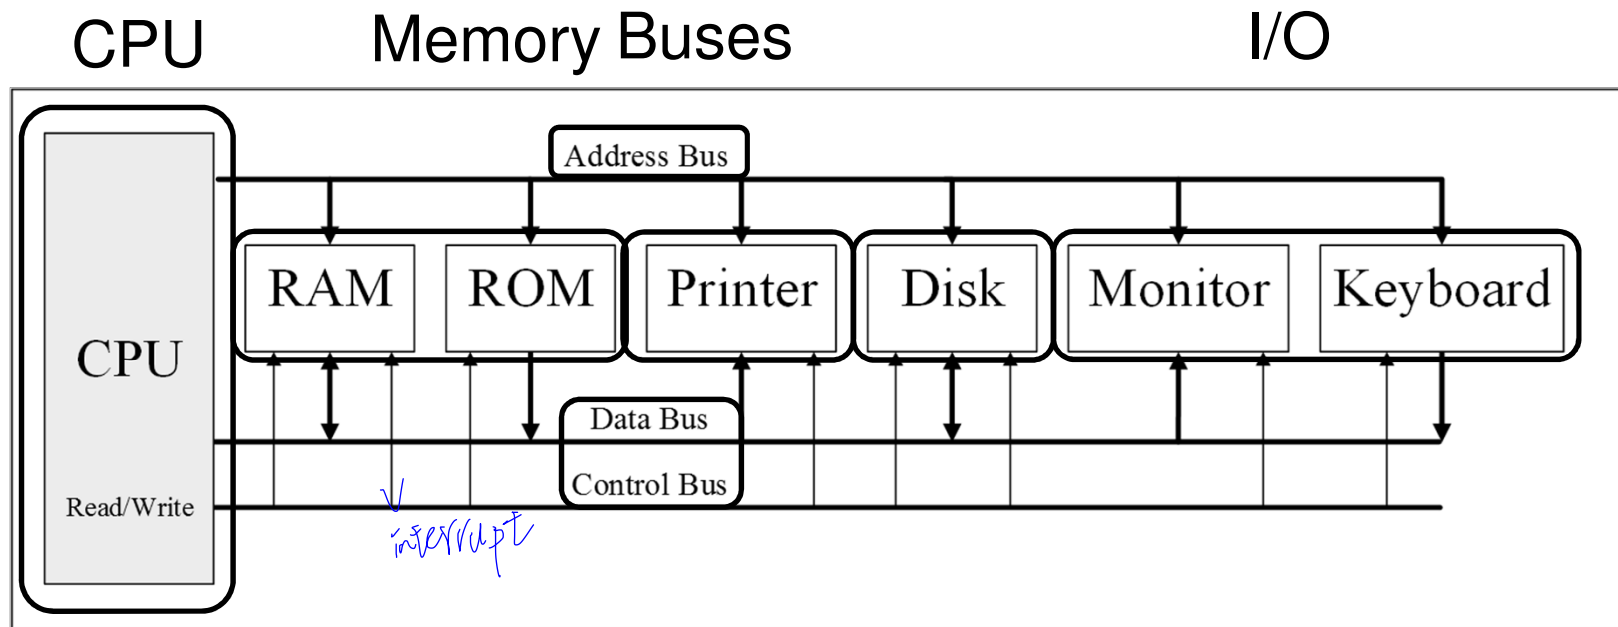 CPU Memory Buses I/O
Address Bus
RAM ROM Printer Disk Monitor Keyboard
CPU
Data Bus
Control Bus
Read/Write
interrupt